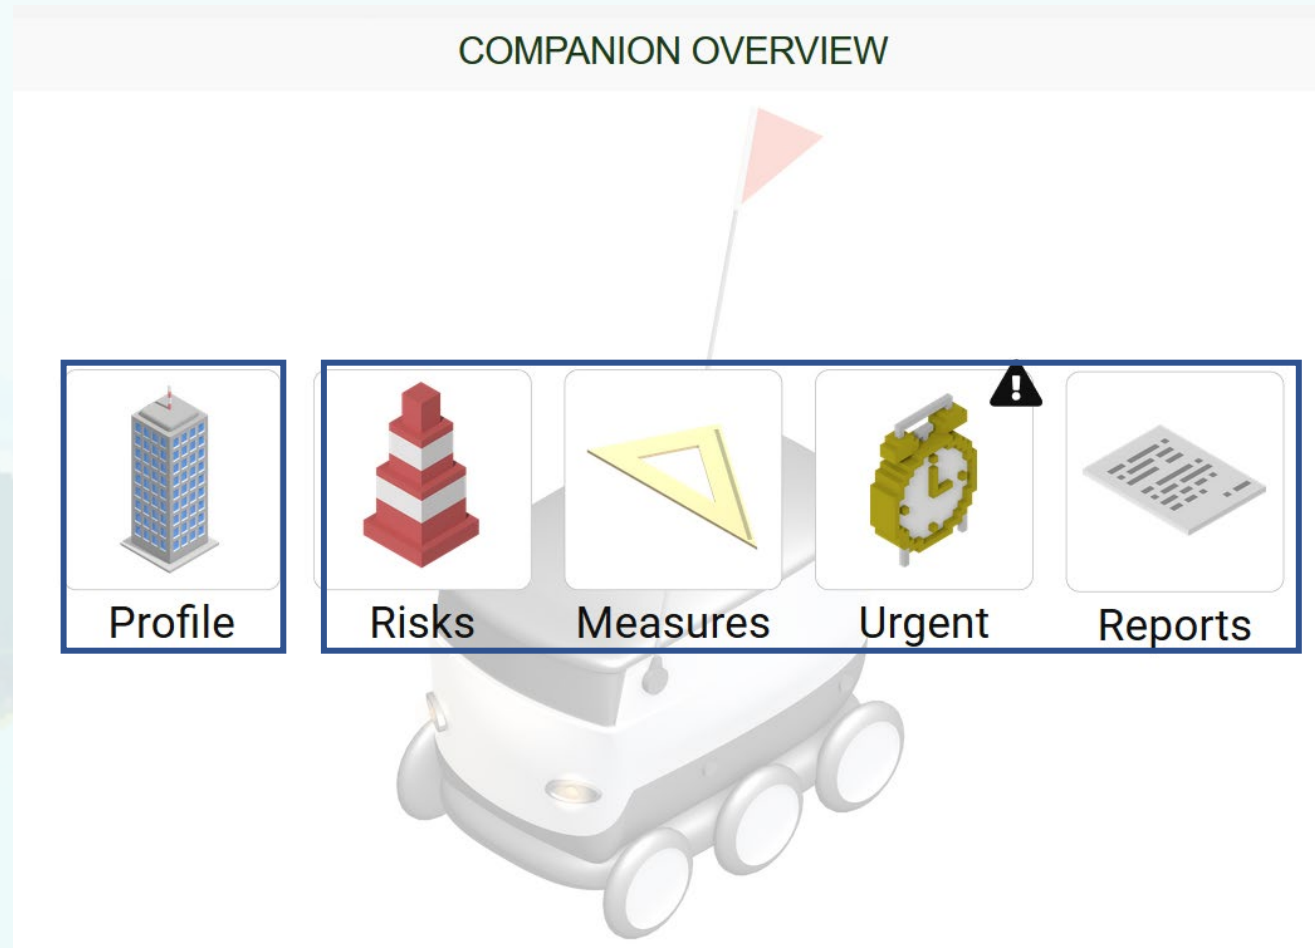 COMPANION OVERVIEW
Profile
Risks
Measures
Urgent
Reports